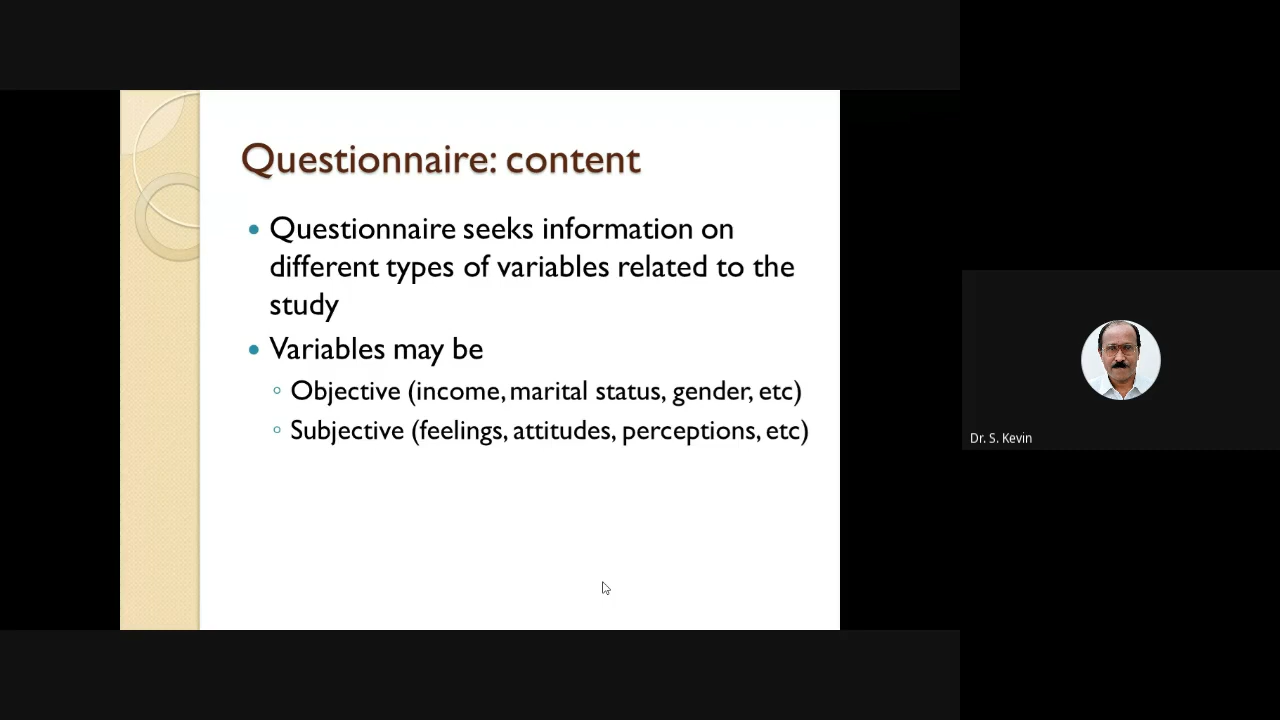 Questionnaire: content
• Questionnaire seeks information on
different types of variables related to the
study
• Variables may be
◦ Objective (income, marital status, gender, etc)
◦ Subjective (feelings, attitudes, perceptions, etc)
Dr. S. Kevin